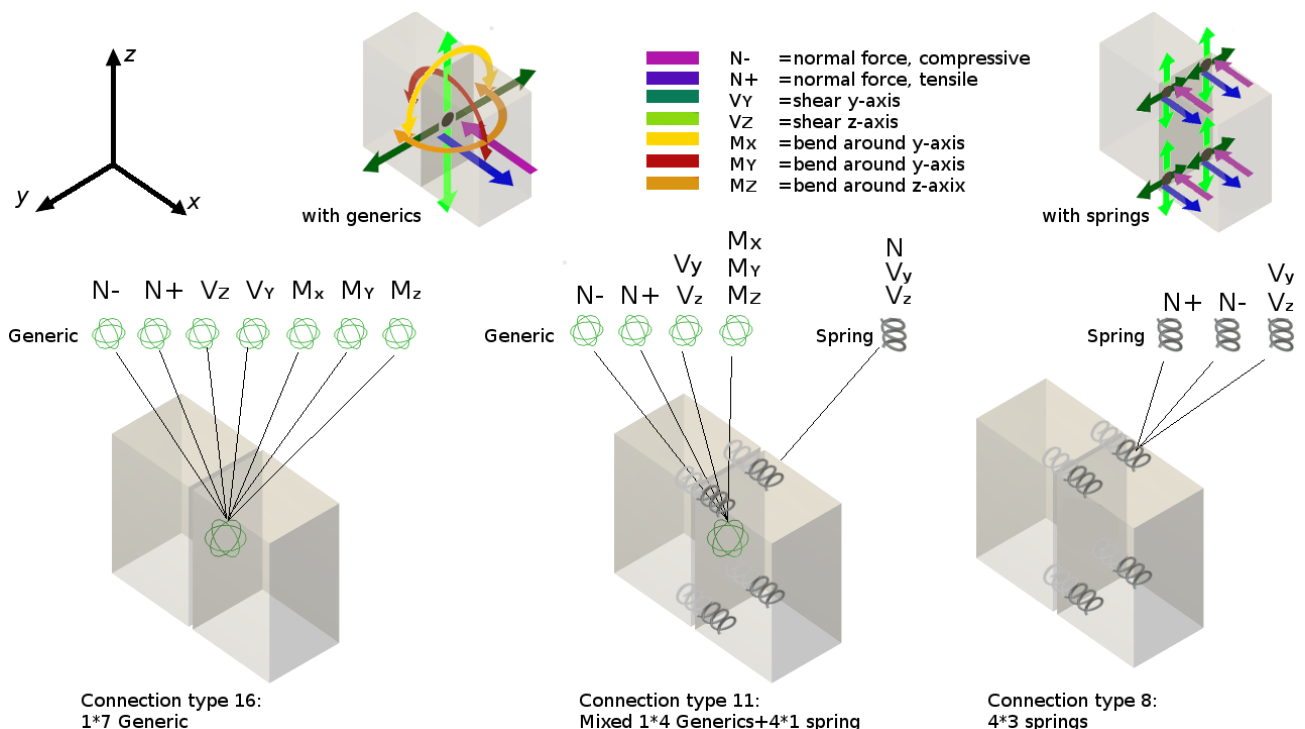 z
y
x
with generics
N- =normal force, compressive
N+ =normal force, tensile
VY =shear y-axis
VZ =shear z-axis
MX =bend around y-axis
MY =bend around y-axis
MZ =bend around z-axix
with springs
N- N+ VZ VY Mx MY Mz
Generic
MX
Vy MY
N- N+ Vz MZ
Generic
N
Vy
Vz
Spring
Vy
N+ N- Vz
Spring
Connection type 16:
1*7 Generic
Connection type 11:
Mixed 1*4 Generics+4*1 spring
Connection type 8:
4*3 springs